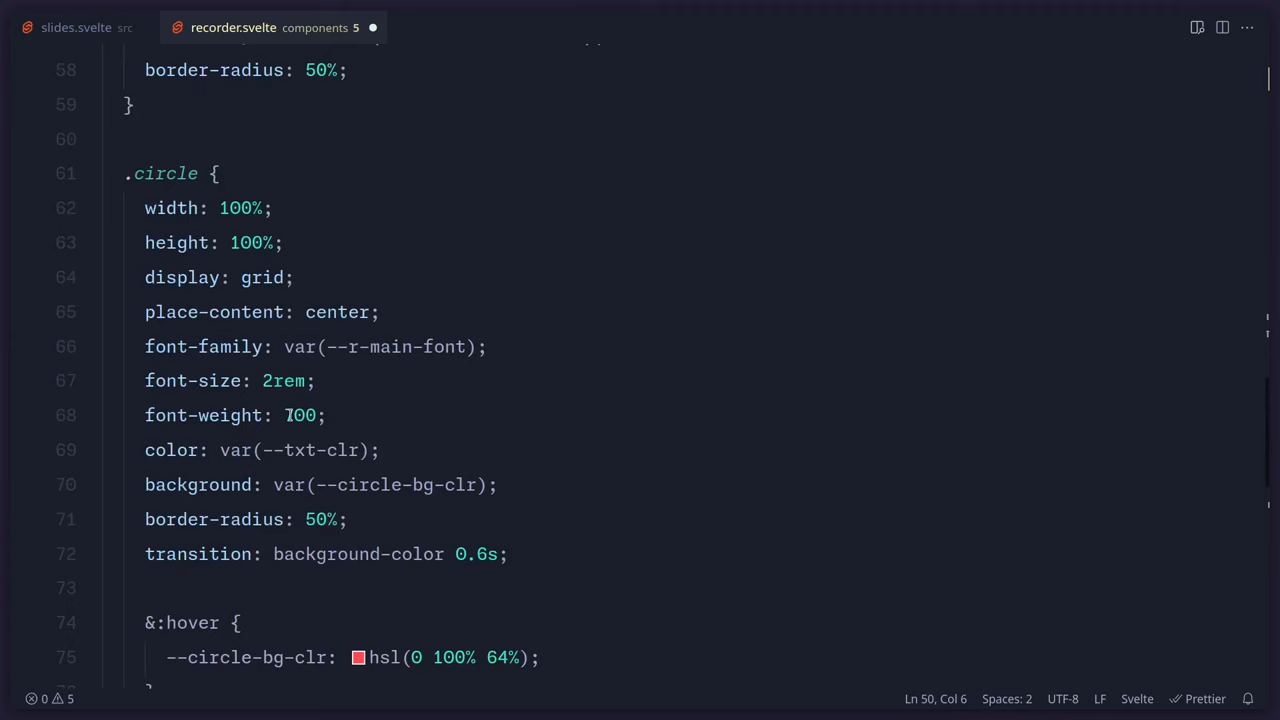 slides.svelte src
recorder.svelte components 5
58 border-radius: 50%;
59 }
60
61 .circle {
62 width: 100%;
63 height: 100%;
64 display: grid;
65 place-content: center;
66 font-family: var(--r-main-font);
67 font-size: 2rem;
68 font-weight: 700;
69 color: var(--txt-clr);
70 background: var(--circle-bg-clr);
71 border-radius: 50%;
72 transition: background-color 0.6s;
73
74 &:hover {
75 --circle-bg-clr: hsl(0 100% 64%);
0 5 Ln 50, Col 6 Spaces: 2 UTF-8 LF Svelte Prettier